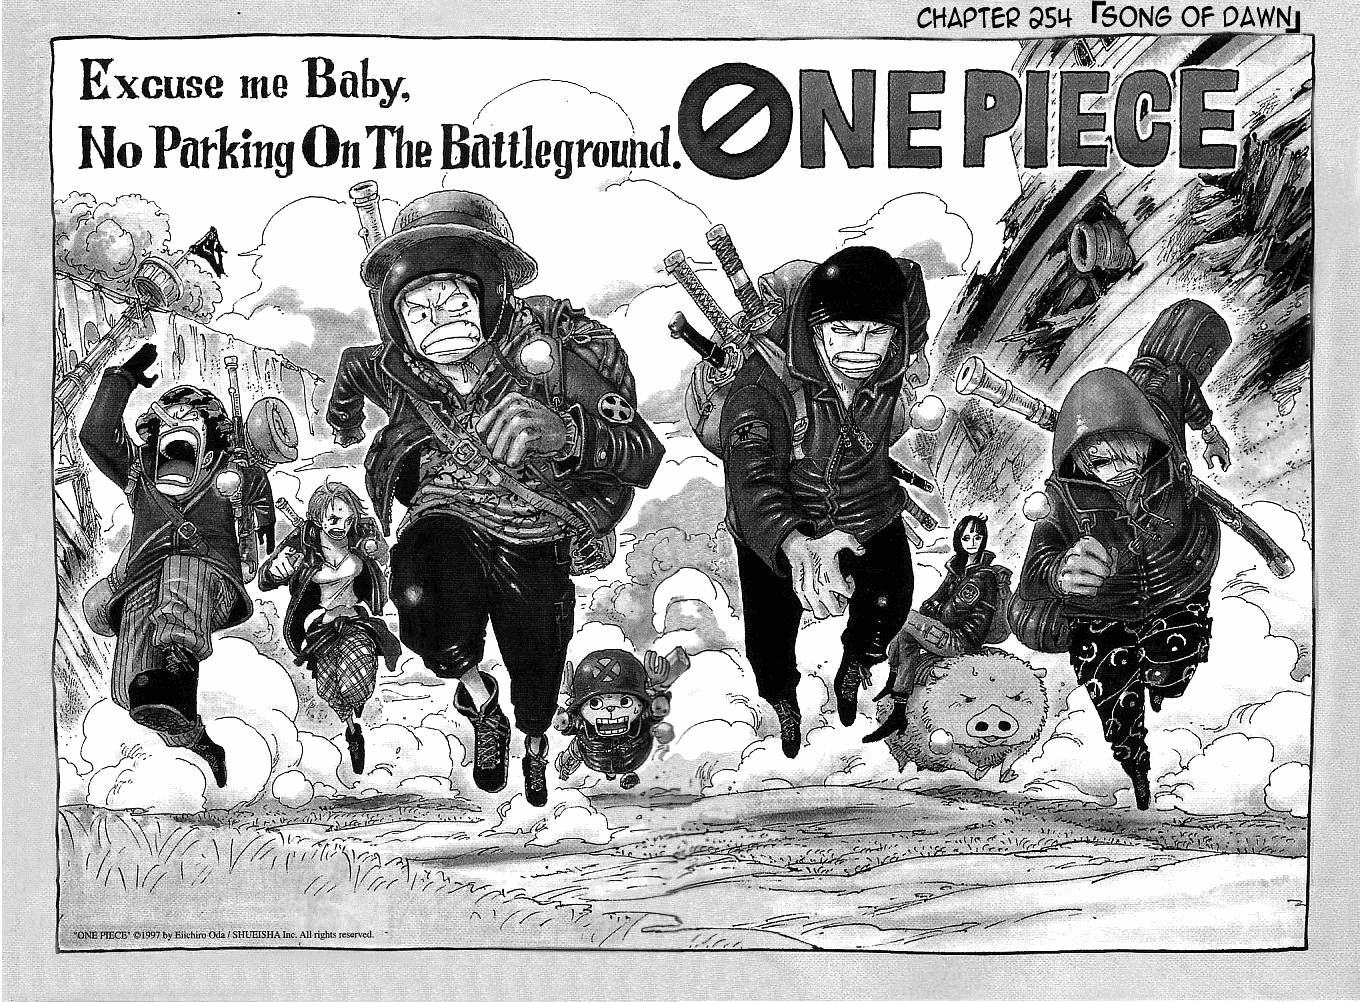 CHAPTER 254 「SONG OF DAWN」
Excuse me Baby,
No Parking On The Battleground.
ONE PIECE
"ONE PIECE" ©1997 by Eiichiro Oda / SHUEISHA Inc. All rights reserved.